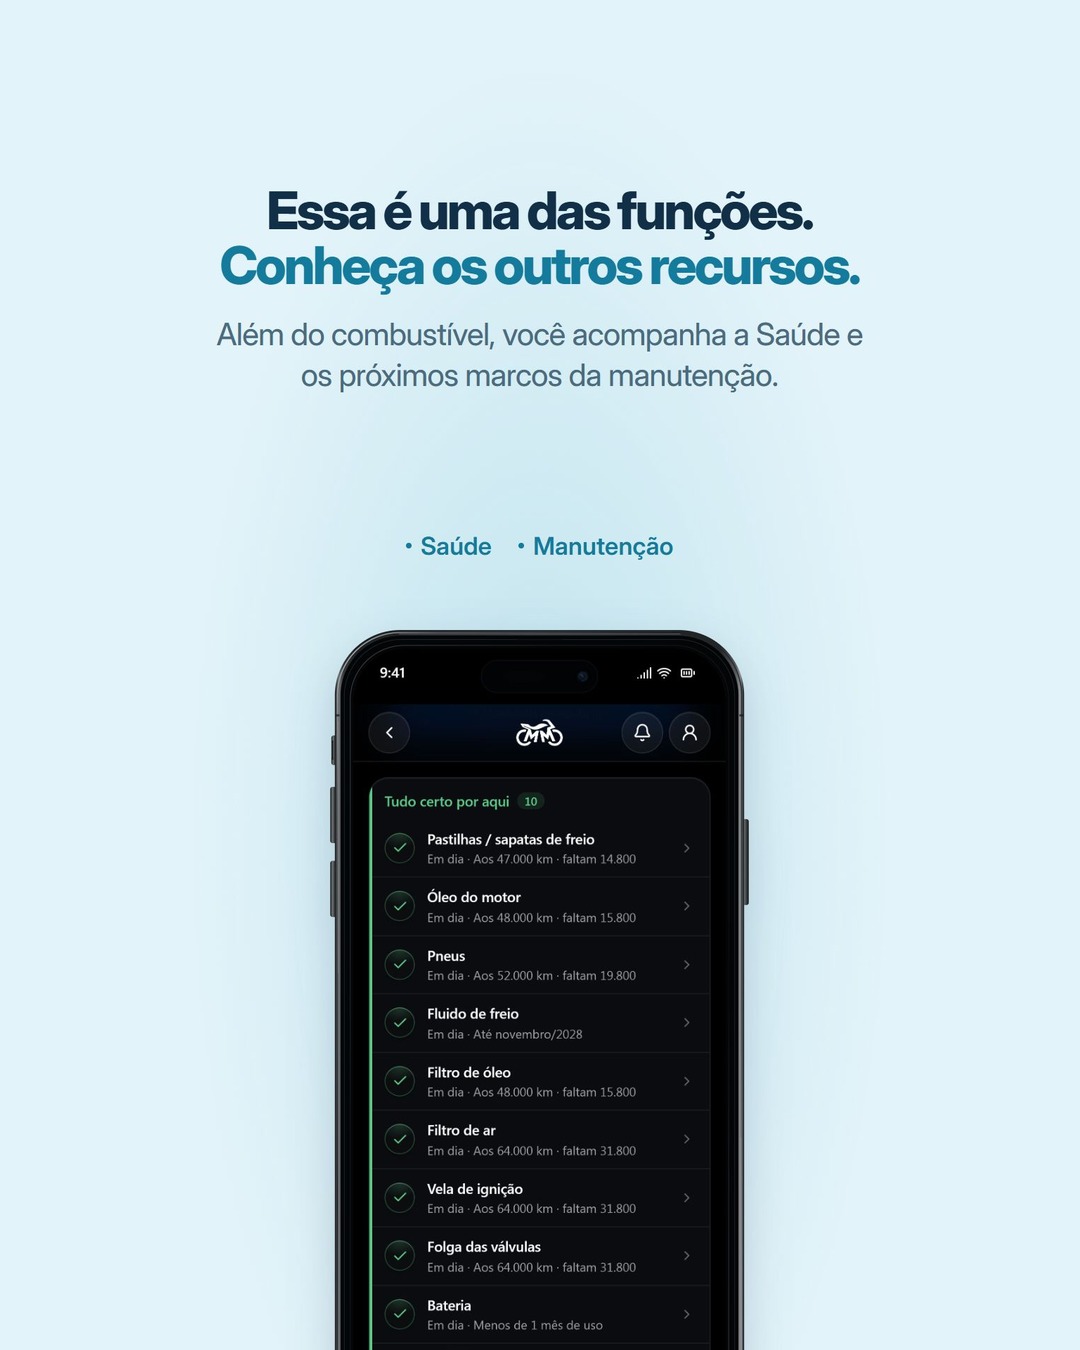 Essa é uma das funções.
Conheça os outros recursos.
Além do combustível, você acompanha a Saúde e
os próximos marcos da manutenção.
• Saúde • Manutenção
9:41
MM
Tudo certo por aqui 10
Pastilhas / sapatas de freio
Em dia · Aos 47.000 km · faltam 14.800
Óleo do motor
Em dia · Aos 48.000 km · faltam 15.800
Pneus
Em dia · Aos 52.000 km · faltam 19.800
Fluido de freio
Em dia · Até novembro/2028
Filtro de óleo
Em dia · Aos 48.000 km · faltam 15.800
Filtro de ar
Em dia · Aos 64.000 km · faltam 31.800
Vela de ignição
Em dia · Aos 64.000 km · faltam 31.800
Folga das válvulas
Em dia · Aos 64.000 km · faltam 31.800
Bateria
Em dia · Menos de 1 mês de uso